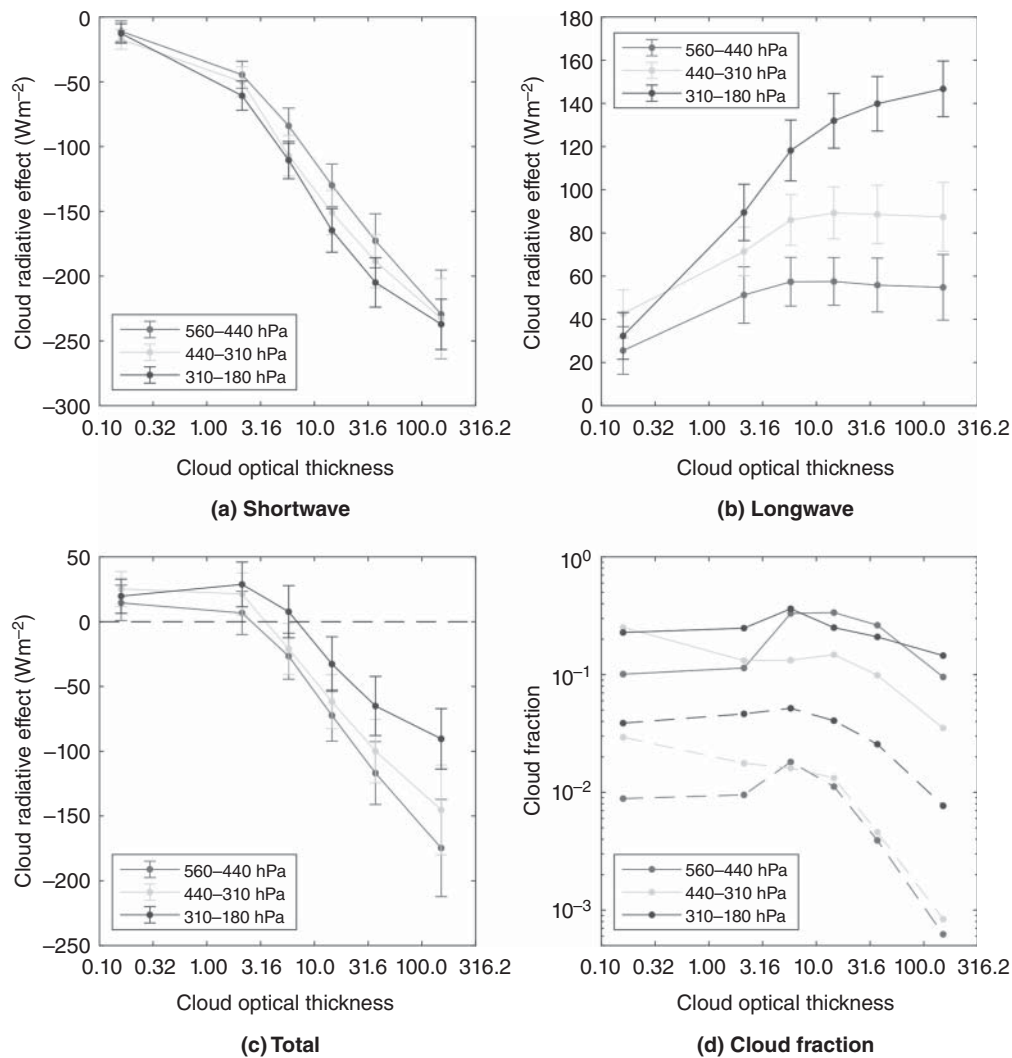 0
−50
−100
−150
−200
−250
−300
Cloud radiative effect (Wm−2)
560–440 hPa
440–310 hPa
310–180 hPa
0.10 0.32 1.00 3.16 10.0 31.6 100.0 316.2
Cloud optical thickness
(a) Shortwave
180
160
140
120
100
80
60
40
20
0
Cloud radiative effect (Wm−2)
560–440 hPa
440–310 hPa
310–180 hPa
0.10 0.32 1.00 3.16 10.0 31.6 100.0 316.2
Cloud optical thickness
(b) Longwave
50
0
−50
−100
−150
−200
−250
Cloud radiative effect (Wm−2)
560–440 hPa
440–310 hPa
310–180 hPa
0.10 0.32 1.00 3.16 10.0 31.6 100.0 316.2
Cloud optical thickness
(c) Total
100
10−1
10−2
10−3
Cloud fraction
560–440 hPa
440–310 hPa
310–180 hPa
0.10 0.32 1.00 3.16 10.0 31.6 100.0 316.2
Cloud optical thickness
(d) Cloud fraction